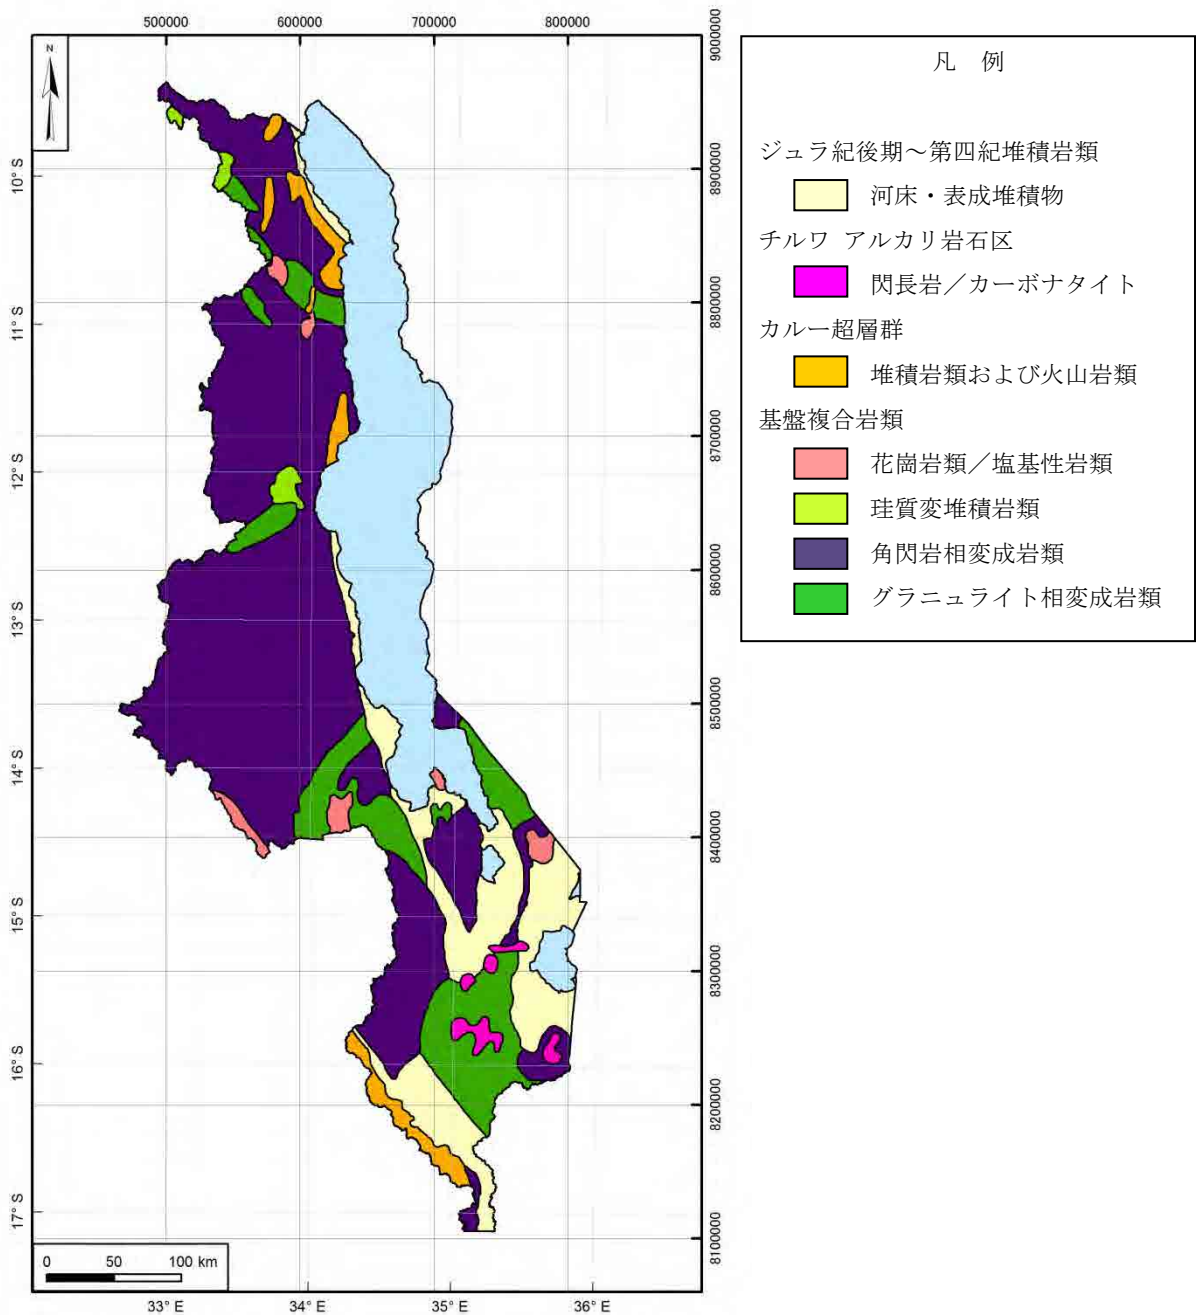 500000 600000 700000 800000
N
凡 例
ジュラ紀後期～第四紀堆積岩類
河床・表成堆積物
チルワ アルカリ岩石区
閃長岩／カーボナタイト
カルー超層群
堆積岩類および火山岩類
基盤複合岩類
花崗岩類／塩基性岩類
珪質変堆積岩類
角閃岩相変成岩類
グラニュライト相変成岩類
10° S
11° S
12° S
13° S
14° S
15° S
16° S
17° S
9000000
8900000
8800000
8700000
8600000
8500000
8400000
8300000
8200000
8100000
0 50 100 km
33° E 34° E 35° E 36° E